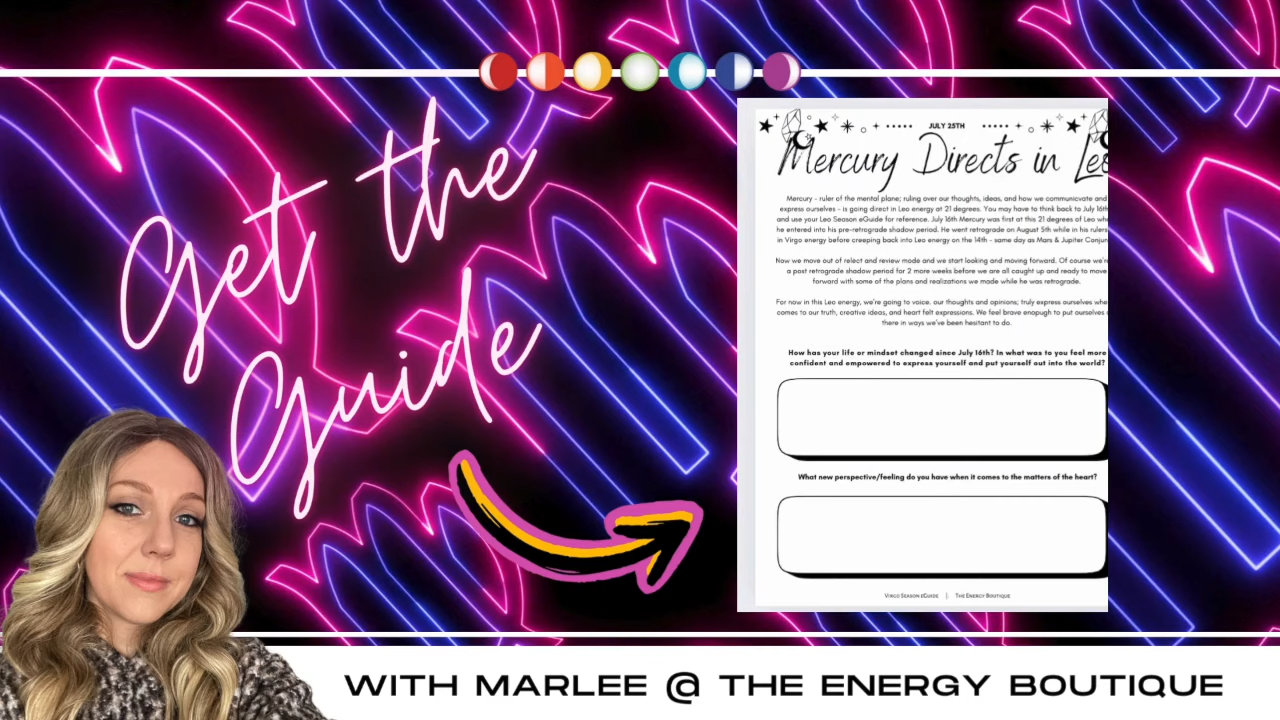 Get the
Guide
JULY 25TH
Mercury Directs in Leo
Mercury - ruler of the mental plane; ruling over our thoughts, ideas, and how we communicate and
express ourselves - is going direct in Leo energy at 21 degrees. You may have to think back to July 16th
and use your Leo Season eGuide for reference. July 16th Mercury was first at this 21 degrees of Leo whe
he entered into his pre-retrograde shadow period. He went retrograde on August 5th while in his rulers
in Virgo energy before creeping back into Leo energy on the 14th - same day as Mars & Jupiter Conjun
Now we move out of relect and review mode and we start looking and moving forward. Of course we're
a post retrograde shadow period for 2 more weeks before we are all caught up and ready to move
forward with some of the plans and realizations we made while he was retrograde.
For now in this Leo energy, we're going to voice. our thoughts and opinions; truly express ourselves whe
comes to our truth, creative ideas, and heart felt expressions. We feel brave enopugh to put ourselves
there in ways we've been hesitant to do.
How has your life or mindset changed since July 16th? In what was to you feel more
confident and empowered to express yourself and put yourself out into the world?
What new perspective/feeling do you have when it comes to the matters of the heart?
VIRGO SEASON EGUIDE | THE ENERGY BOUTIQUE
WITH MARLEE @ THE ENERGY BOUTIQUE